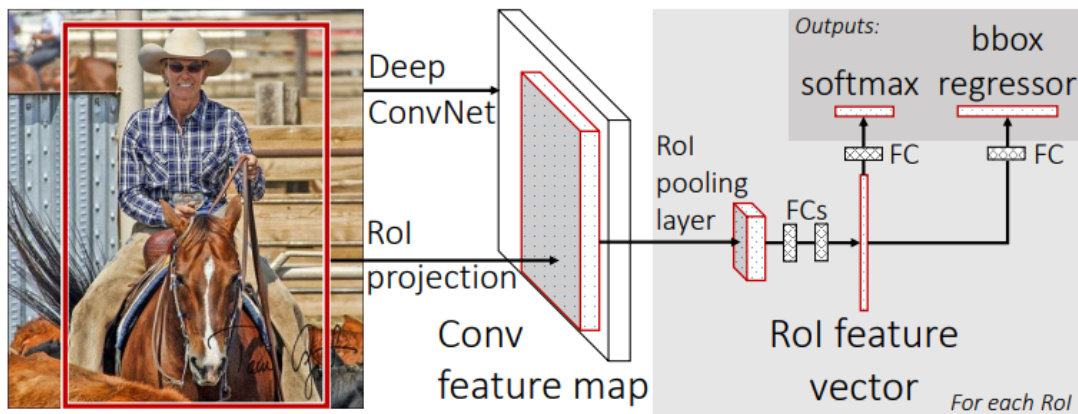 Deep
ConvNet
RoI
projection
Conv
feature map
RoI
pooling
layer
FCs
RoI feature
vector
Outputs:
softmax
bbox
regressor
FC
FC
For each RoI